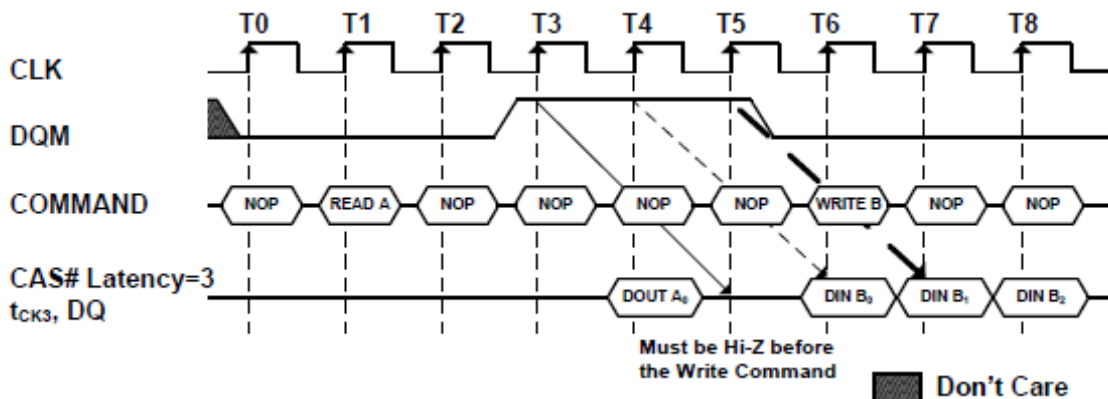 T0 T1 T2 T3 T4 T5 T6 T7 T8
CLK
DQM
COMMAND NOP READ A NOP NOP NOP NOP WRITE B NOP NOP
CAS# Latency=3
tCK3, DQ DOUT A0 DIN B0 DIN B1 DIN B2
Must be Hi-Z before
the Write Command
Don't Care